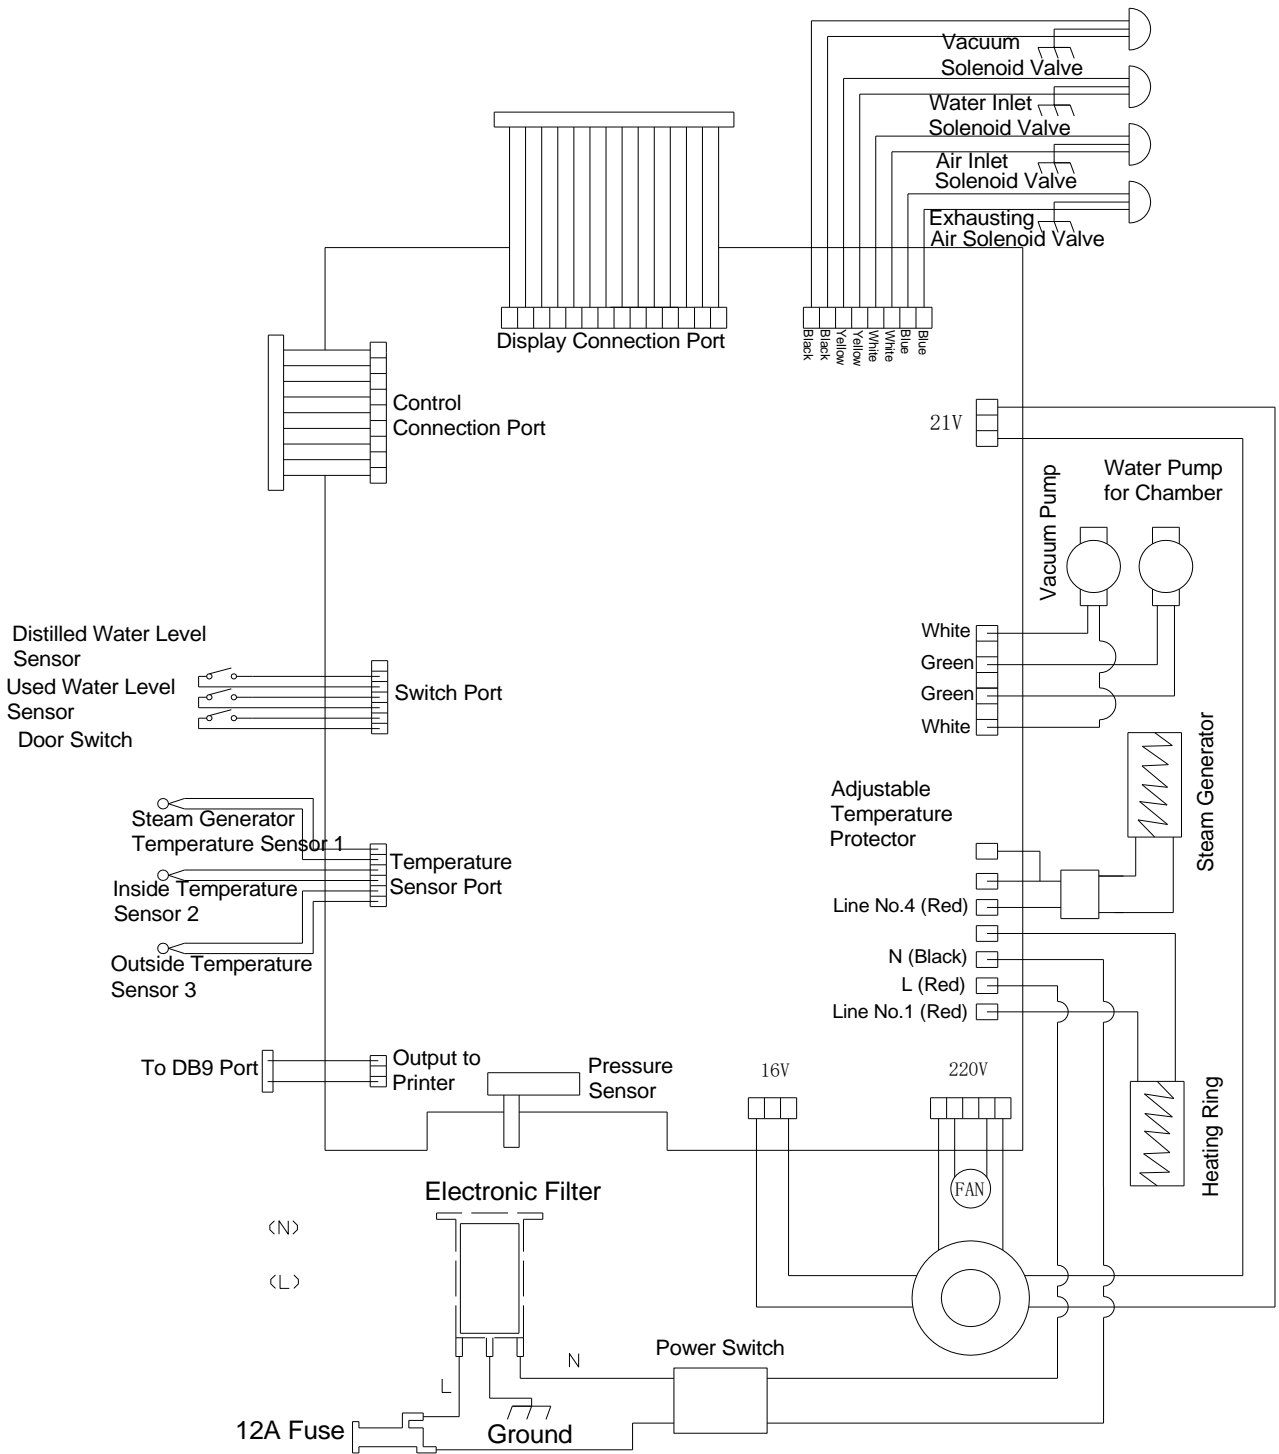 Vacuum
Solenoid Valve
Water Inlet
Solenoid Valve
Air Inlet
Solenoid Valve
Exhausting
Air Solenoid Valve
Display Connection Port
Black
Black
Yellow
Yellow
White
White
Blue
Blue
Control
Connection Port
21V
Water Pump
for Chamber
Vacuum Pump
Distilled Water Level
Sensor
Used Water Level
Sensor
Door Switch
Switch Port
White
Green
Green
White
Steam Generator
Adjustable
Temperature
Protector
Steam Generator
Temperature Sensor 1
Inside Temperature
Sensor 2
Outside Temperature
Sensor 3
Temperature
Sensor Port
Line No.4 (Red)
N (Black)
L (Red)
Line No.1 (Red)
To DB9 Port
Output to
Printer
Pressure
Sensor
16V
220V
Heating Ring
FAN
Electronic Filter
(N)
(L)
Power Switch
N
L
12A Fuse
Ground